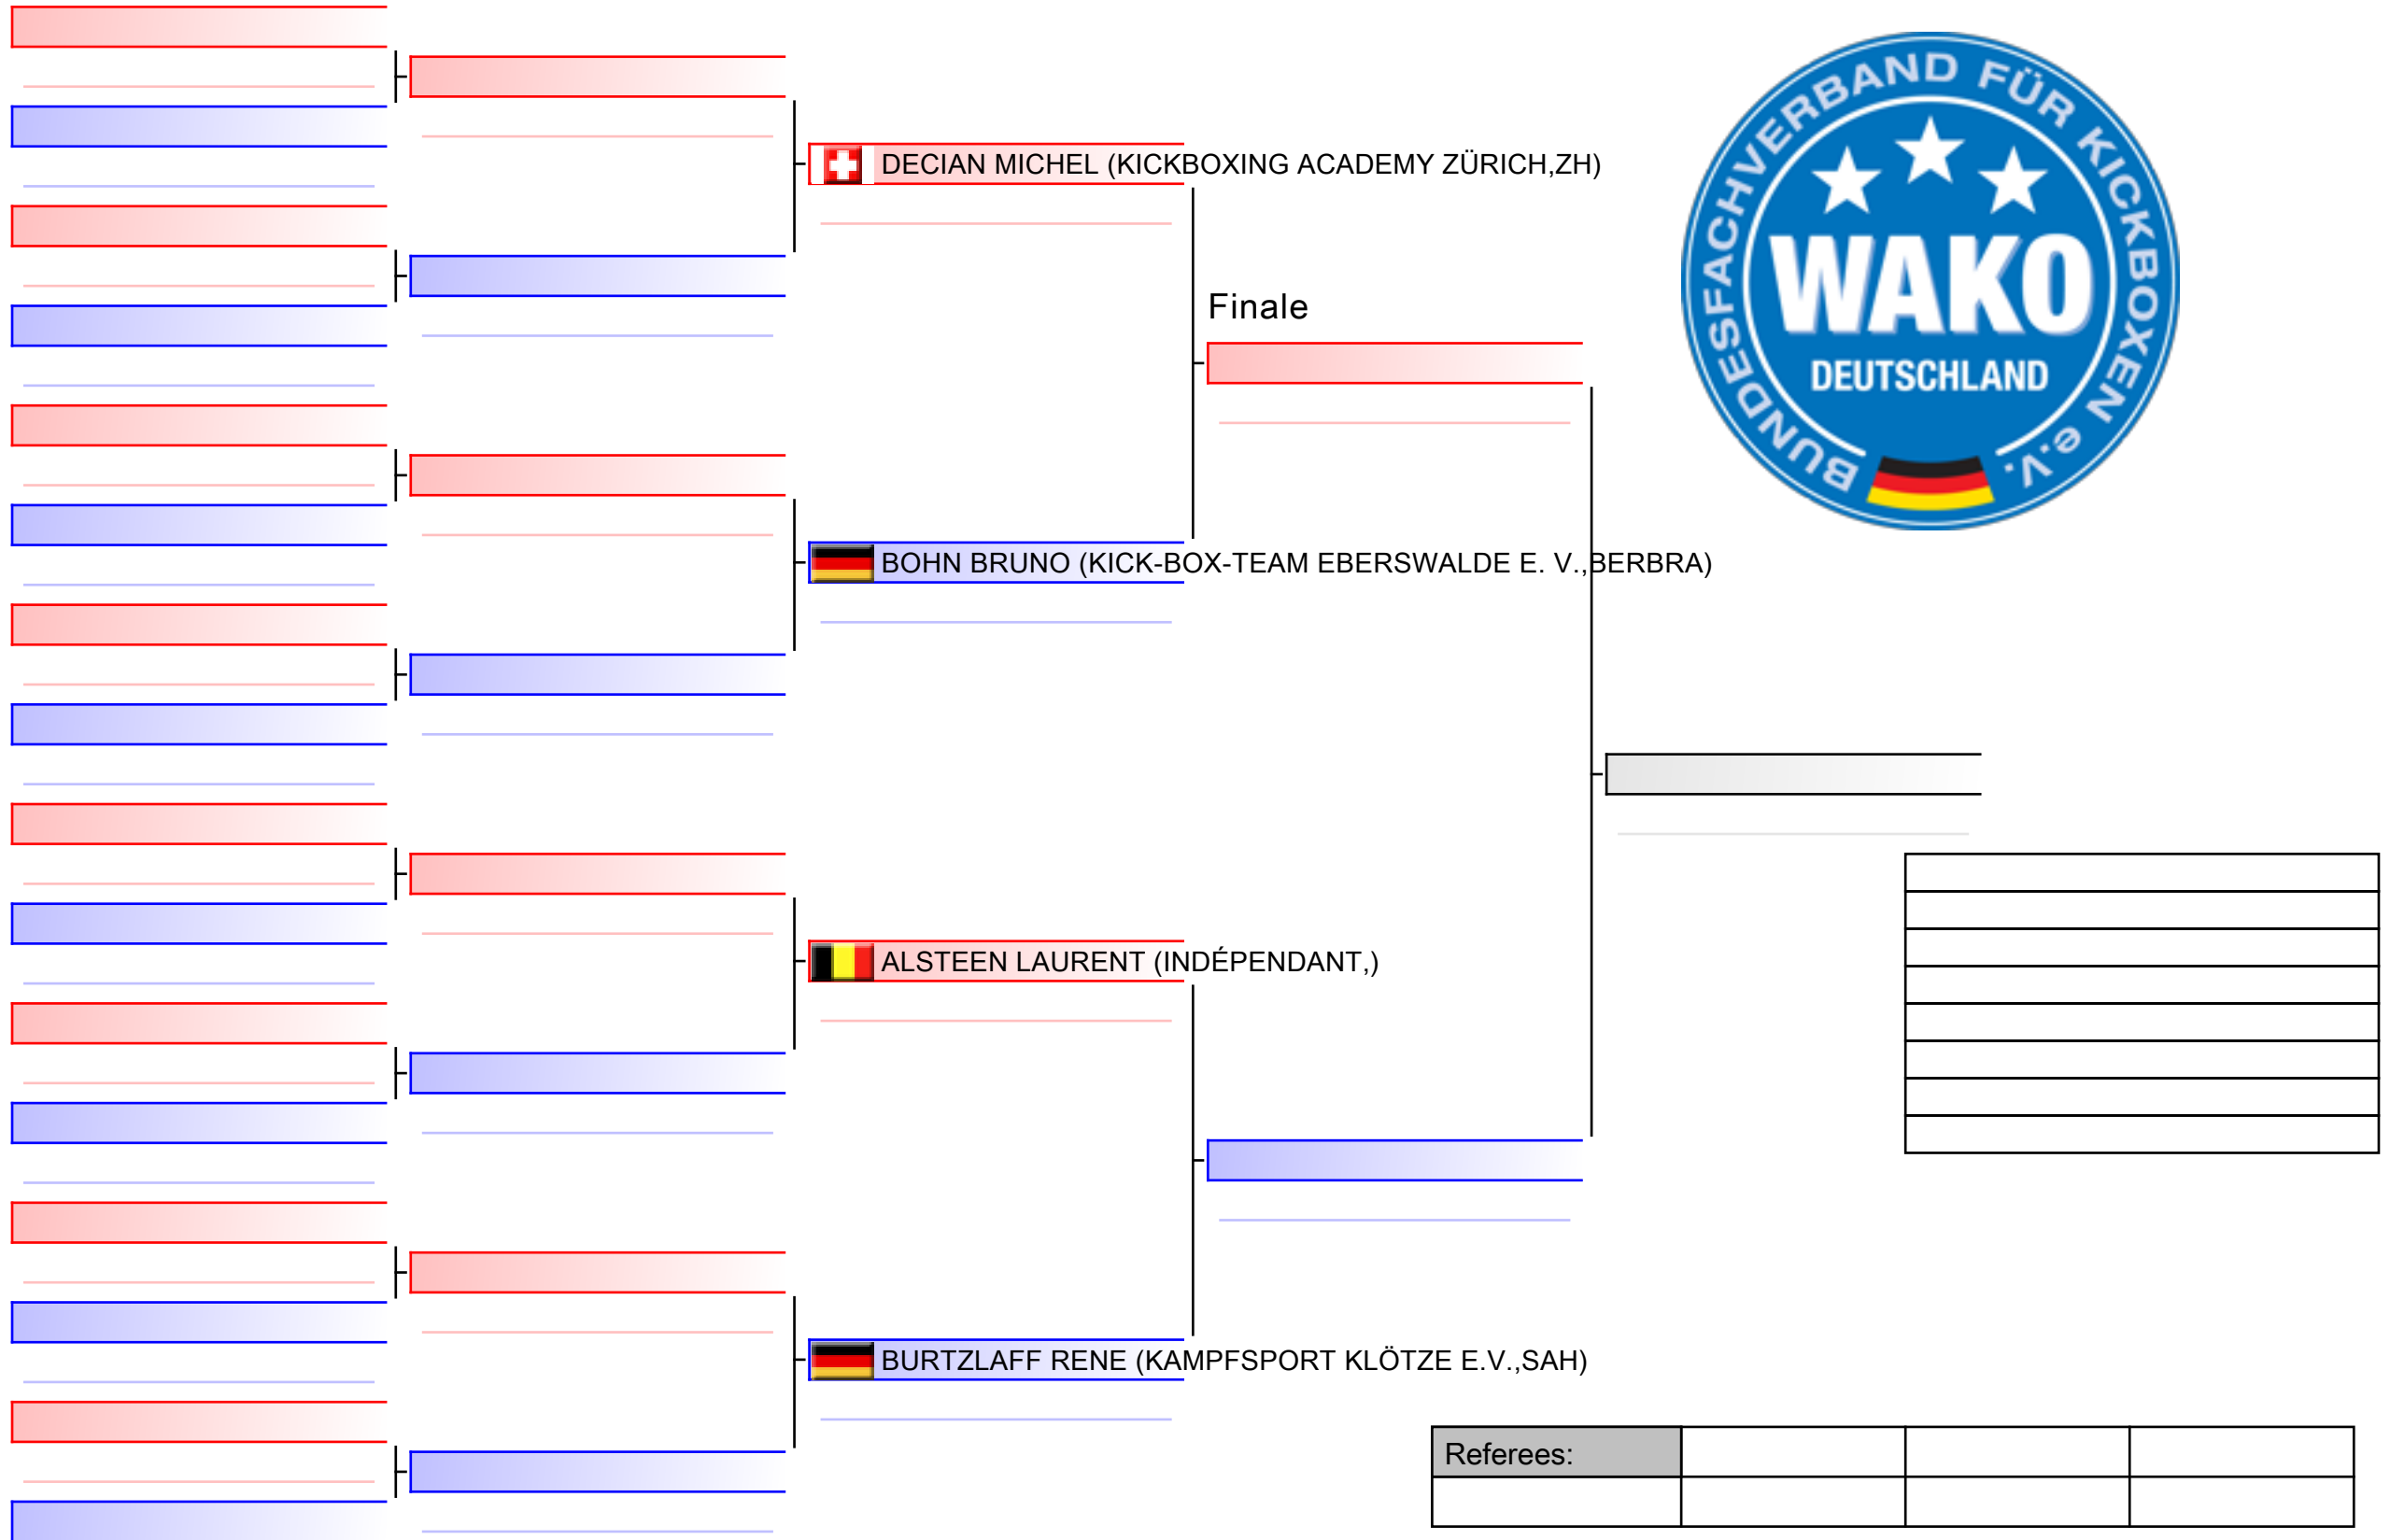 DECIAN MICHEL (KICKBOXING ACADEMY ZÜRICH,ZH)
BUNDESFACHVERBAND FÜR KICKBOXEN e.V.
WAKO
DEUTSCHLAND
Finale
BOHN BRUNO (KICK-BOX-TEAM EBERSWALDE E. V.,BERBRA)
ALSTEEN LAURENT (INDÉPENDANT,)
BURTZLAFF RENE (KAMPFSPORT KLÖTZE E.V.,SAH)
Referees: